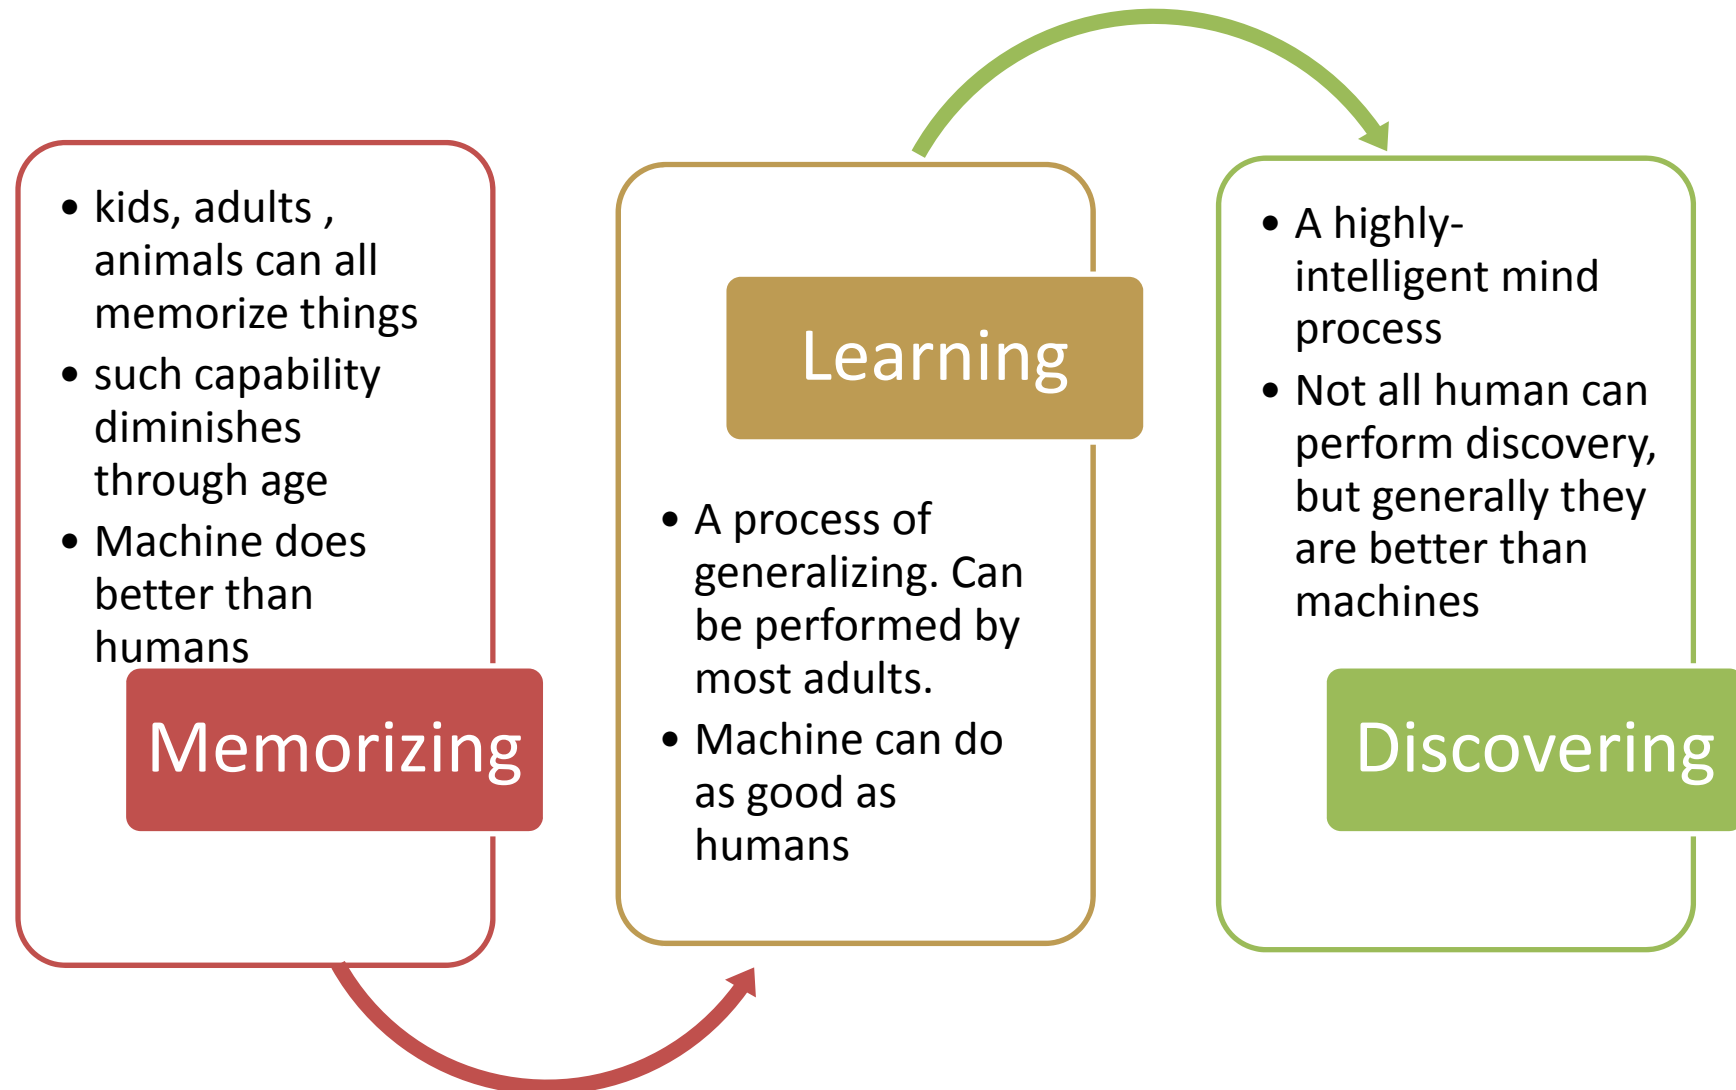 • kids, adults ,
animals can all
memorize things
• such capability
diminishes
through age
• Machine does
better than
humans
Memorizing
Learning
• A process of
generalizing. Can
be performed by
most adults.
• Machine can do
as good as
humans
• A highly-
intelligent mind
process
• Not all human can
perform discovery,
but generally they
are better than
machines
Discovering